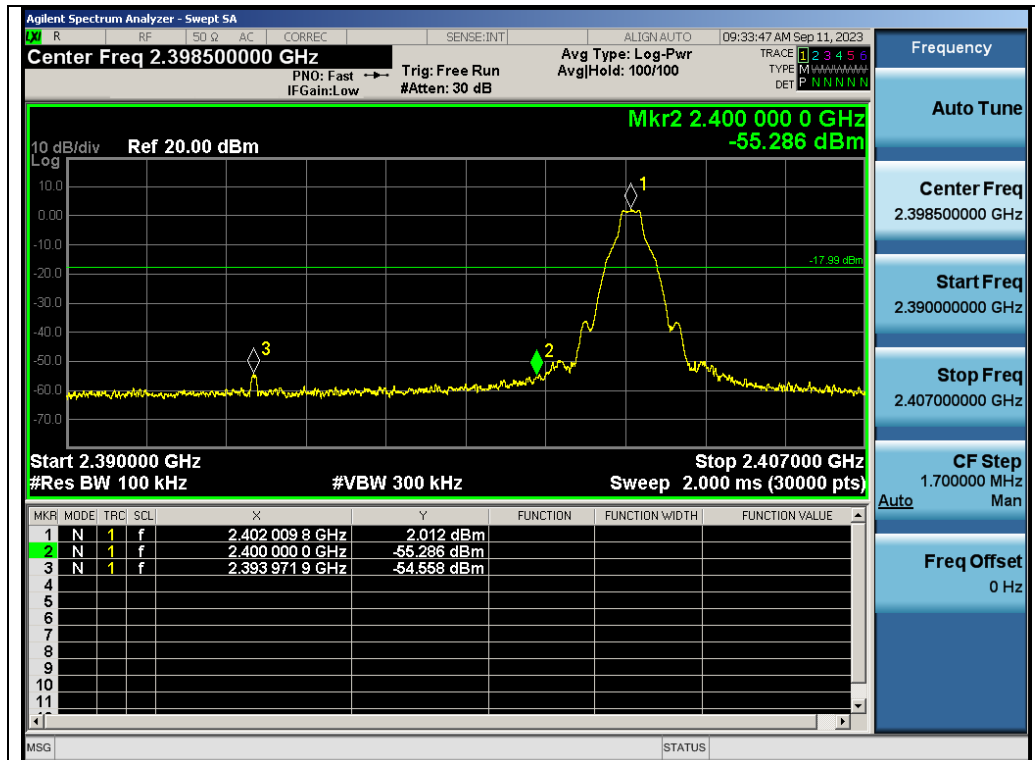 Agilent Spectrum Analyzer - Swept SA
LXI R RF 50 Ω AC CORREC SENSE:INT ALIGN AUTO 09:33:47 AM Sep 11, 2023
Center Freq 2.398500000 GHz
PNO: Fast
IFGain:Low
Trig: Free Run
#Atten: 30 dB
Avg Type: Log-Pwr
Avg|Hold: 100/100
TRACE 1 2 3 4 5 6
TYPE M
DET P N N N N N
Mkr2 2.400 000 0 GHz
-55.286 dBm
10 dB/div Ref 20.00 dBm
Log
10.0
0.00
-10.0
-20.0
-30.0
-40.0
-50.0
-60.0
-70.0
1
2
3
-17.99 dBm
Start 2.390000 GHz Stop 2.407000 GHz
#Res BW 100 kHz #VBW 300 kHz Sweep 2.000 ms (30000 pts)
MKR MODE TRC SCL X Y FUNCTION FUNCTION WIDTH FUNCTION VALUE
1 N 1 f 2.402 009 8 GHz 2.012 dBm
2 N 1 f 2.400 000 0 GHz -55.286 dBm
3 N 1 f 2.393 971 9 GHz -54.558 dBm
4
5
6
7
8
9
10
11
MSG STATUS
Frequency
Auto Tune
Center Freq
2.398500000 GHz
Start Freq
2.390000000 GHz
Stop Freq
2.407000000 GHz
CF Step
1.700000 MHz
Auto Man
Freq Offset
0 Hz